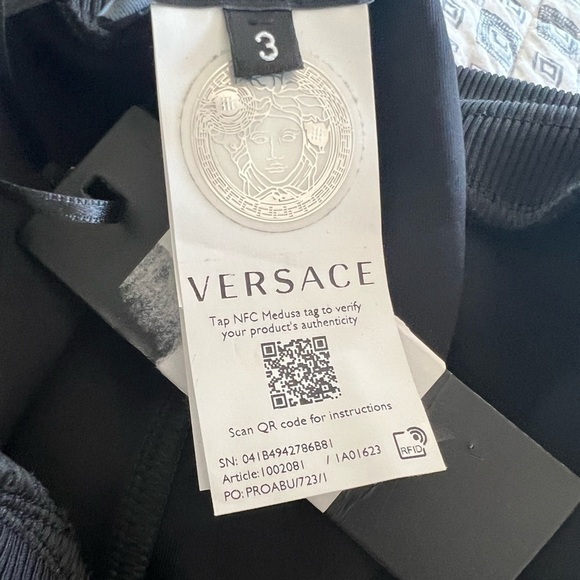 3
VERSACE
Tap NFC Medusa tag to verify
your product's authenticity
Scan QR code for instructions
SN: 041B4942786B81
Article:1002081 / 1A01623
PO: PROABU/723/1
RFID